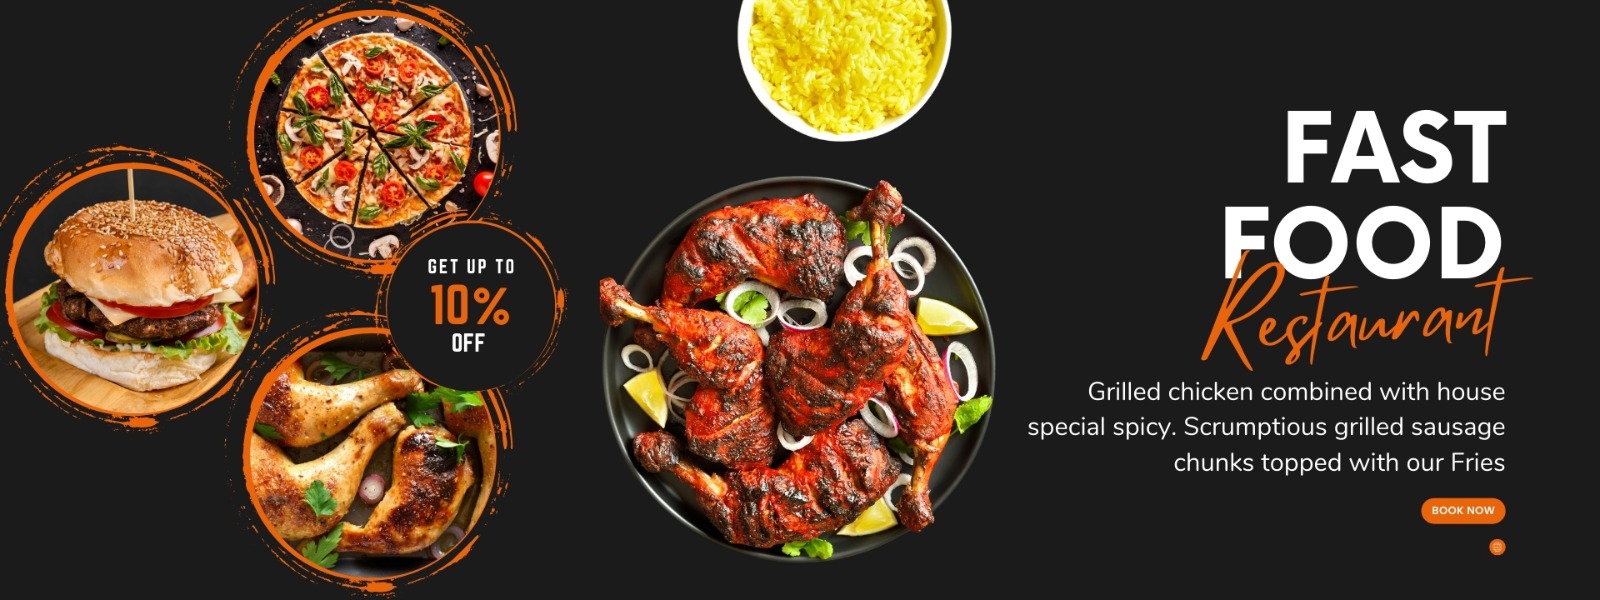 GET UP TO
10%
OFF
FAST
FOOD
Restaurant
Grilled chicken combined with house
special spicy. Scrumptious grilled sausage
chunks topped with our Fries
BOOK NOW